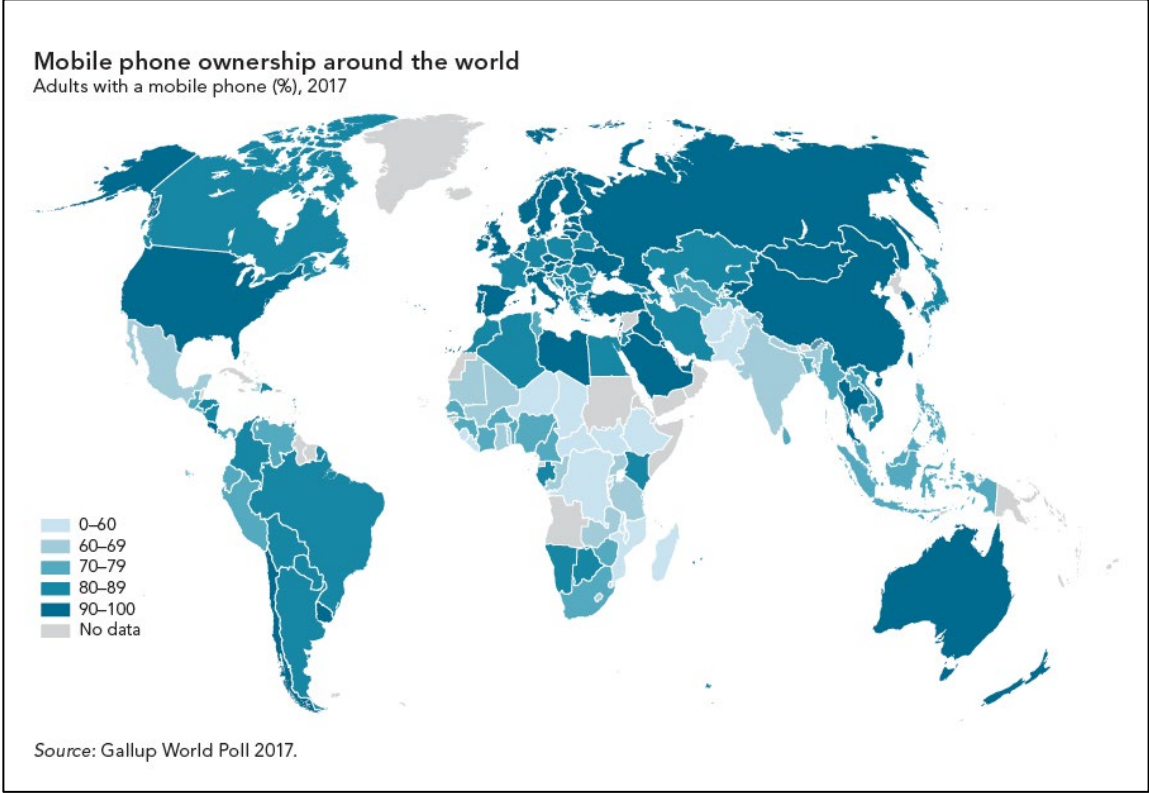 Mobile phone ownership around the world
Adults with a mobile phone (%), 2017
0–60
60–69
70–79
80–89
90–100
No data
Source: Gallup World Poll 2017.